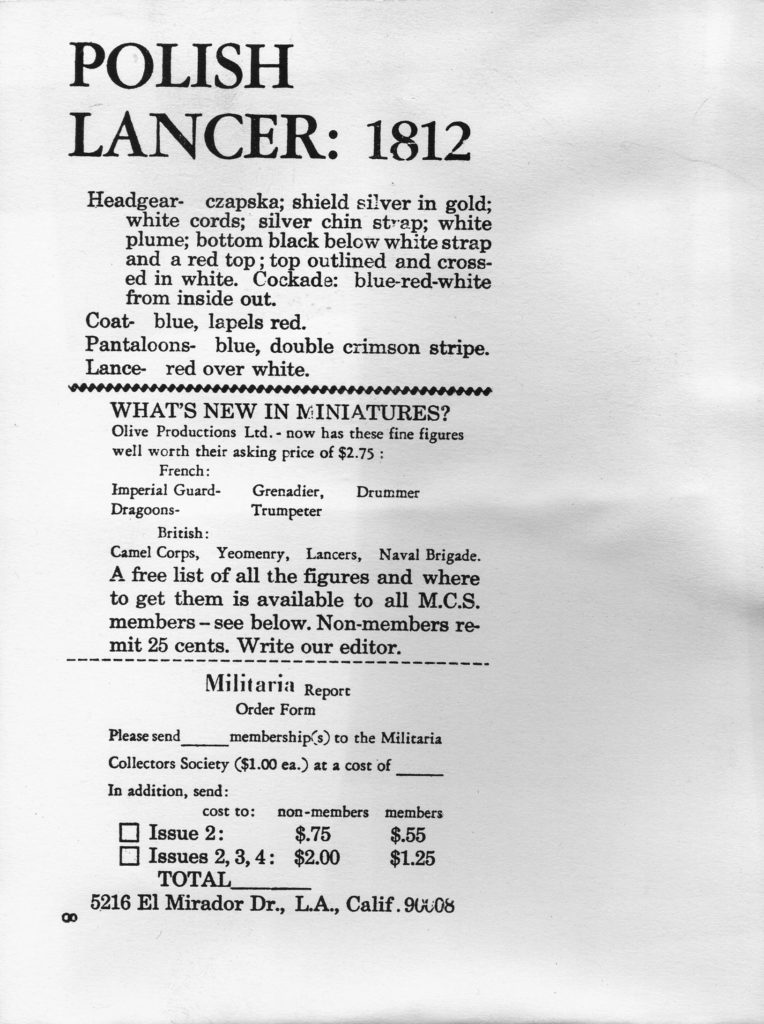 POLISH
LANCER: 1812
Headgear- czapska; shield silver in gold;
white cords; silver chin strap; white
plume; bottom black below white strap
and a red top; top outlined and cross-
ed in white. Cockade: blue-red-white
from inside out.
Coat- blue, lapels red.
Pantaloons- blue, double crimson stripe.
Lance- red over white.
WHAT'S NEW IN MINIATURES?
Olive Productions Ltd. - now has these fine figures
well worth their asking price of $2.75 :
French:
Imperial Guard- Grenadier, Drummer
Dragoons- Trumpeter
British:
Camel Corps, Yeomenry, Lancers, Naval Brigade.
A free list of all the figures and where
to get them is available to all M.C.S.
members – see below. Non-members re-
mit 25 cents. Write our editor.
Militaria Report
Order Form
Please send ____ membership(s) to the Militaria
Collectors Society ($1.00 ea.) at a cost of ____
In addition, send:
cost to: non-members members
Issue 2: $.75 $.55
Issues 2, 3, 4: $2.00 $1.25
TOTAL______
5216 El Mirador Dr., L.A., Calif. 90008
8